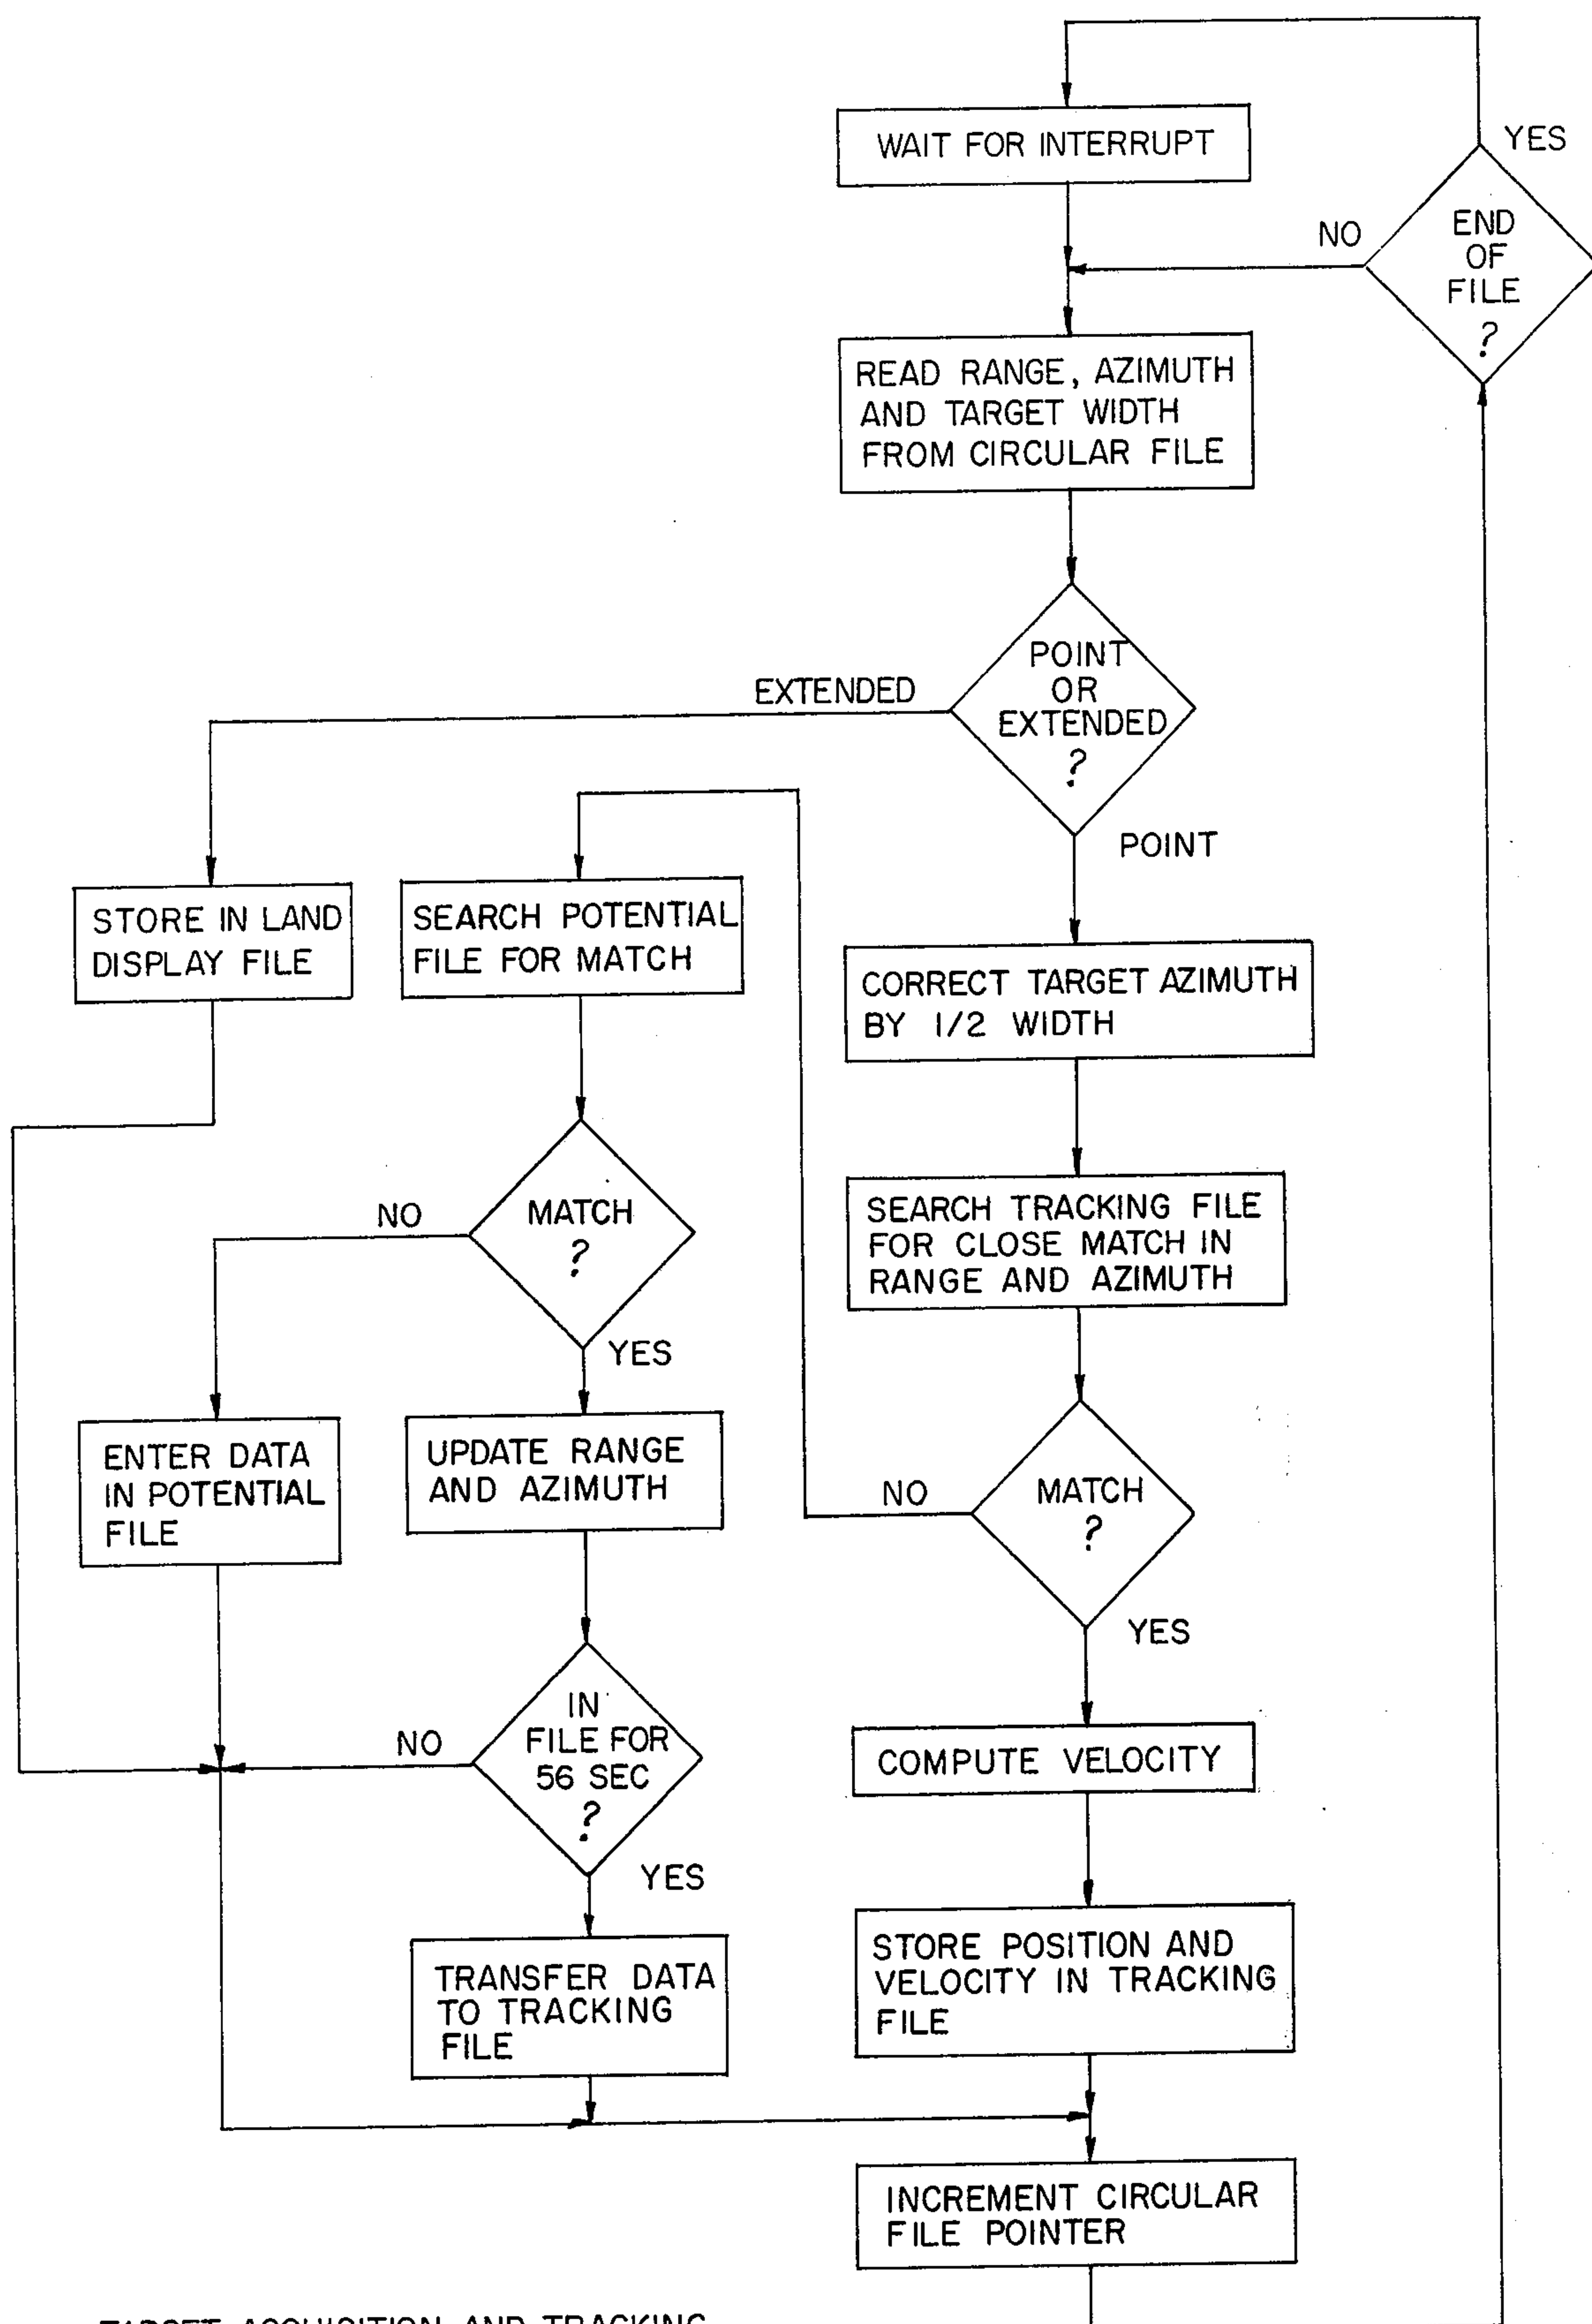 WAIT FOR INTERRUPT
YES
END
OF
FILE
?
NO
READ RANGE, AZIMUTH
AND TARGET WIDTH
FROM CIRCULAR FILE
POINT
OR
EXTENDED
?
EXTENDED
POINT
STORE IN LAND
DISPLAY FILE
SEARCH POTENTIAL
FILE FOR MATCH
CORRECT TARGET AZIMUTH
BY 1/2 WIDTH
MATCH
?
NO
YES
SEARCH TRACKING FILE
FOR CLOSE MATCH IN
RANGE AND AZIMUTH
ENTER DATA
IN POTENTIAL
FILE
UPDATE RANGE
AND AZIMUTH
MATCH
?
NO
YES
IN
FILE FOR
56 SEC
?
NO
YES
COMPUTE VELOCITY
TRANSFER DATA
TO TRACKING
FILE
STORE POSITION AND
VELOCITY IN TRACKING
FILE
INCREMENT CIRCULAR
FILE POINTER
TARGET ACQUISITION AND TRACKING